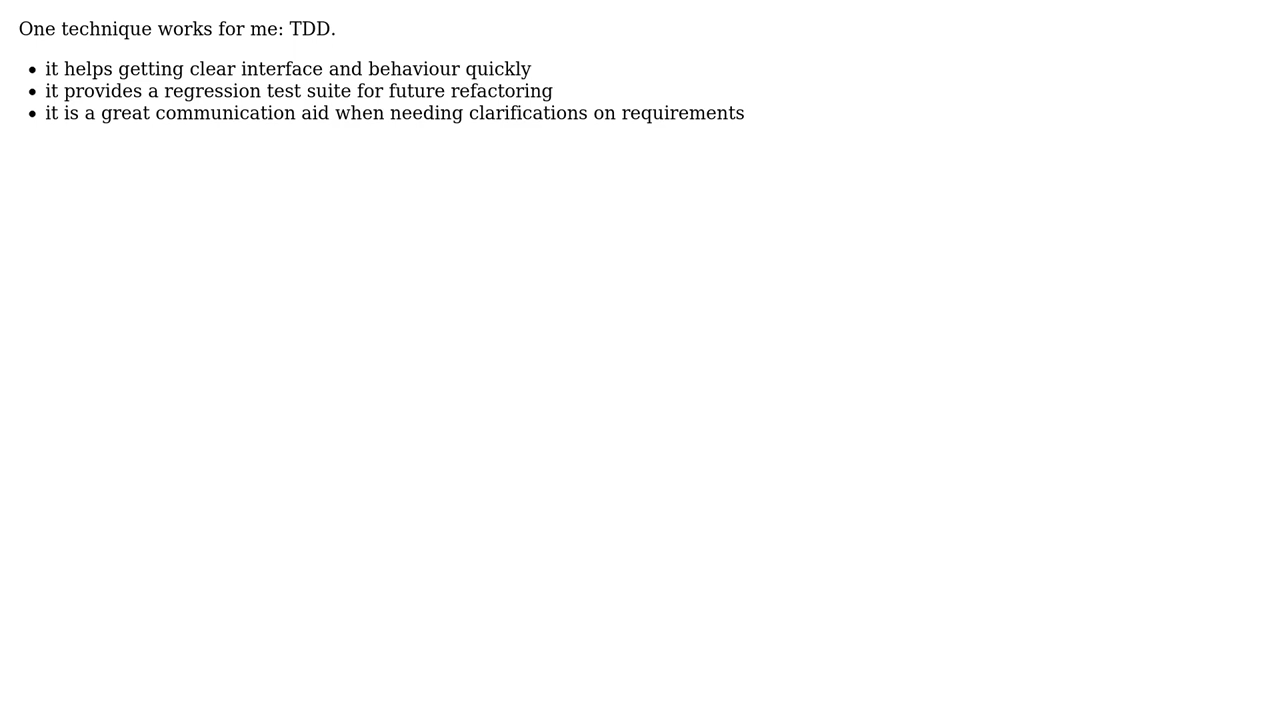 One technique works for me: TDD.
• it helps getting clear interface and behaviour quickly
• it provides a regression test suite for future refactoring
• it is a great communication aid when needing clarifications on requirements